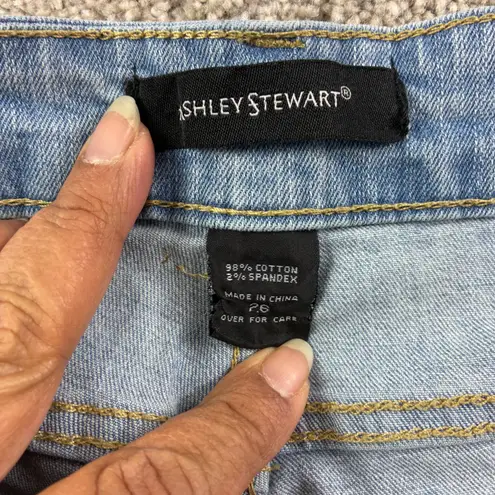 ASHLEY STEWART®
98% COTTON
2% SPANDEX
MADE IN CHINA
26
OVER FOR CARE